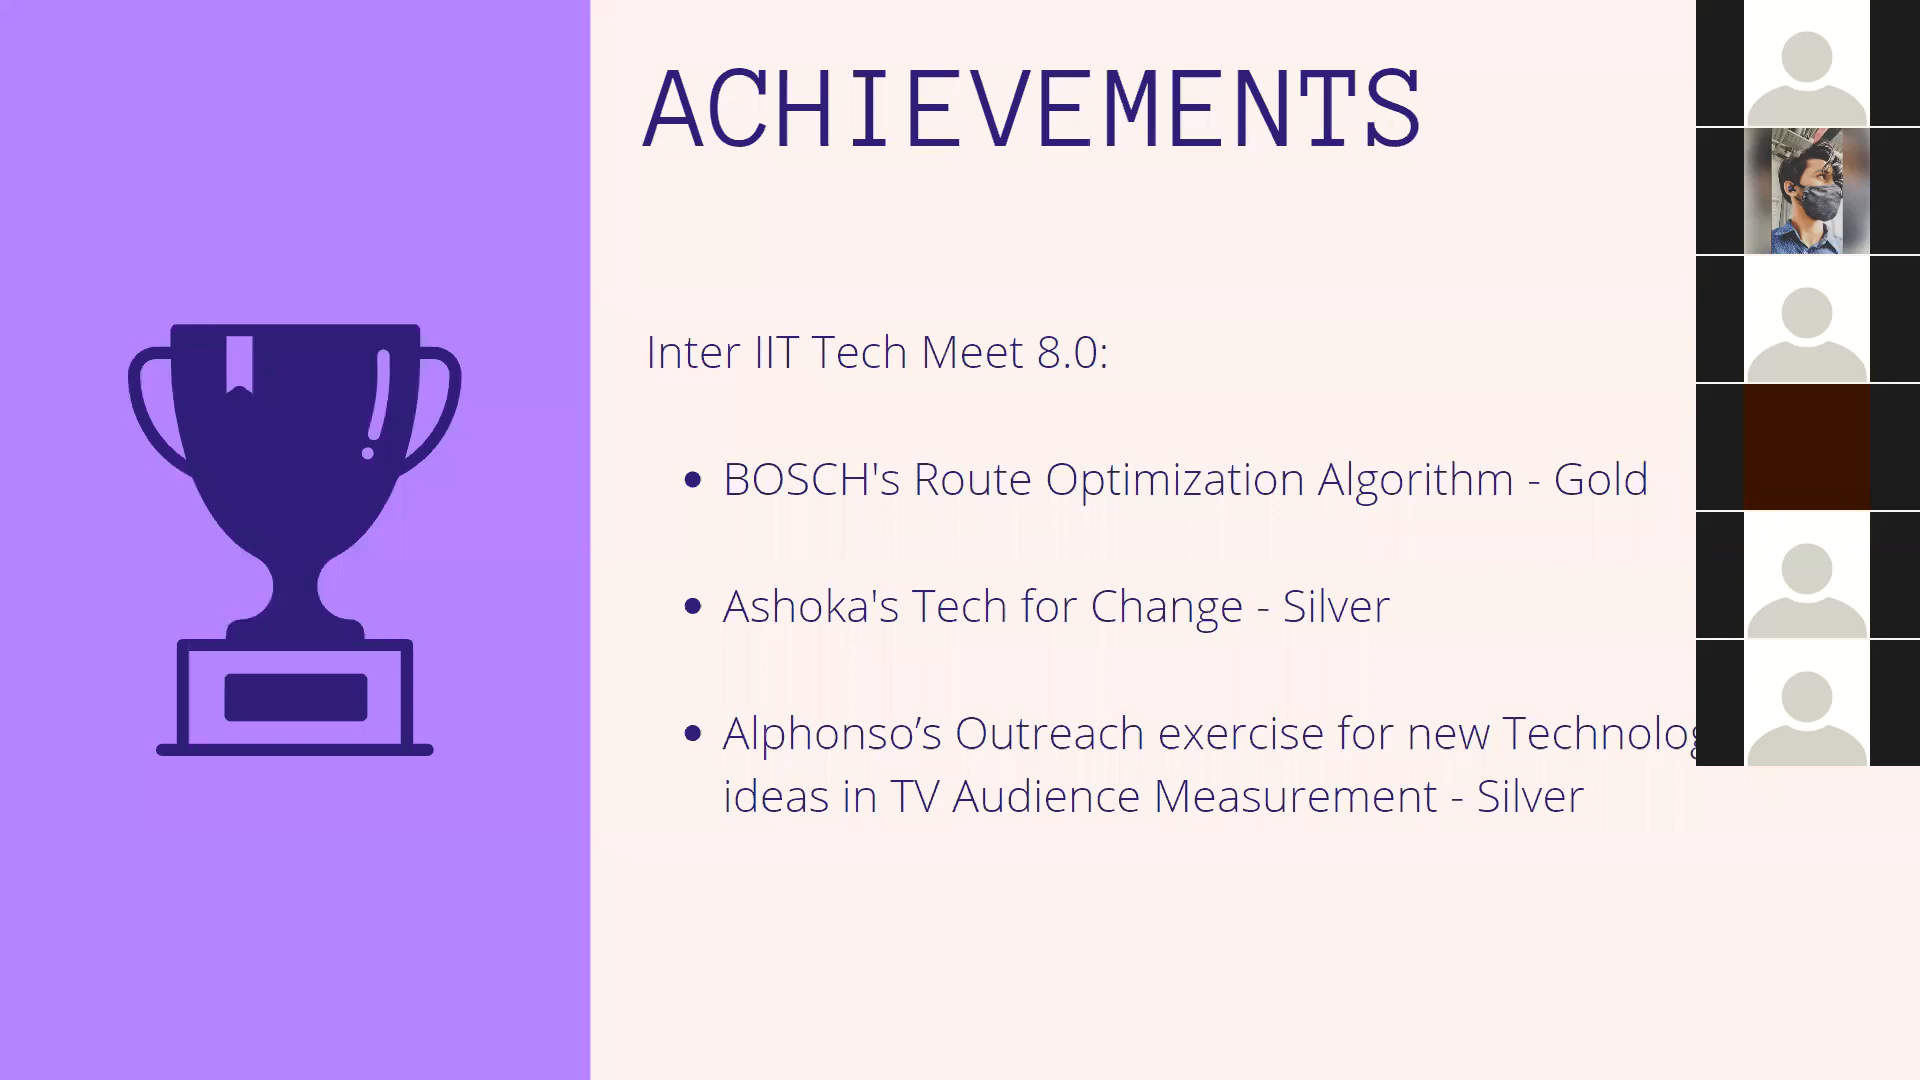 ACHIEVEMENTS
Inter IIT Tech Meet 8.0:
• BOSCH's Route Optimization Algorithm - Gold
• Ashoka's Tech for Change - Silver
• Alphonso’s Outreach exercise for new
ideas in TV Audience Measurement - Silver